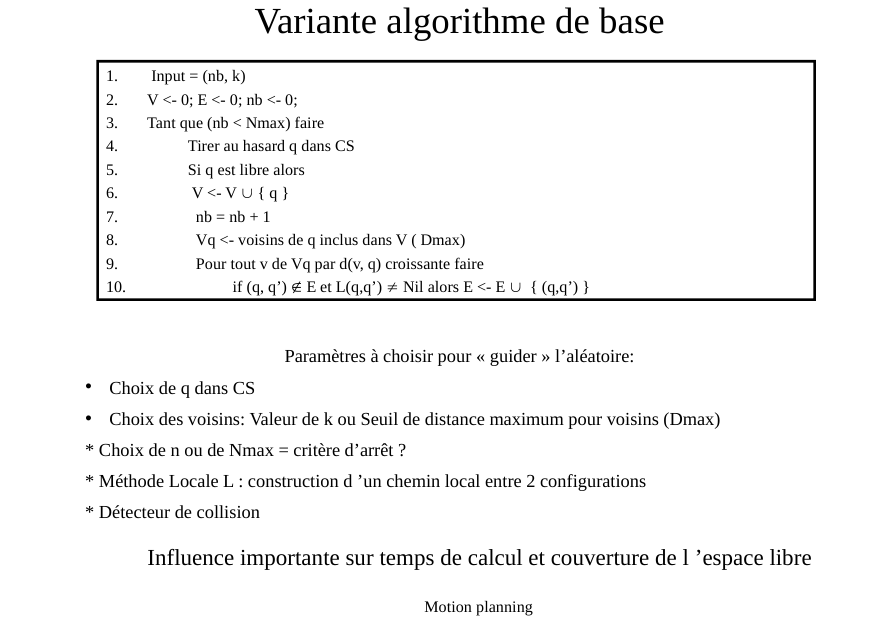 Variante algorithme de base
1. Input = (nb, k)
2. V <- 0; E <- 0; nb <- 0;
3. Tant que (nb < Nmax) faire
4. Tirer au hasard q dans CS
5. Si q est libre alors
6. V <- V ∪ { q }
7. nb = nb + 1
8. Vq <- voisins de q inclus dans V ( Dmax)
9. Pour tout v de Vq par d(v, q) croissante faire
10. if (q, q’) ∉ E et L(q,q’) ≠ Nil alors E <- E ∪ { (q,q’) }
Paramètres à choisir pour « guider » l’aléatoire:
• Choix de q dans CS
• Choix des voisins: Valeur de k ou Seuil de distance maximum pour voisins (Dmax)
* Choix de n ou de Nmax = critère d’arrêt ?
* Méthode Locale L : construction d ’un chemin local entre 2 configurations
* Détecteur de collision
Influence importante sur temps de calcul et couverture de l ’espace libre
Motion planning